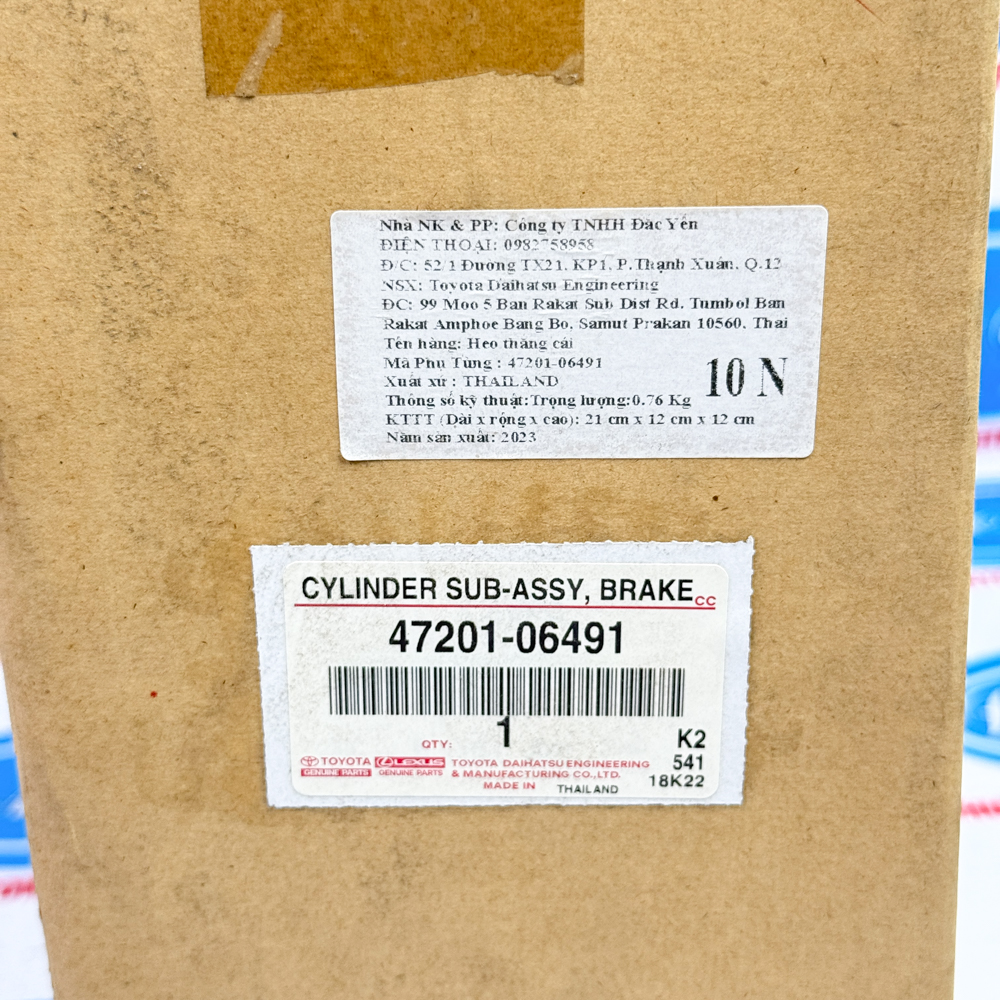 Nhà NK & PP: Công ty TNHH Đắc Yến
ĐIỆN THOẠI: 0982758958
Đ/C: 52/1 Đường TX21, KP1, P.Thạnh Xuân, Q.12
NSX: Toyota Daihatsu Engineering
ĐC: 99 Moo 5 Ban Rakat Sub Dist Rd. Tumbol Ban
Rakat Amphoe Bang Bo, Samut Prakan 10560, Thai
Tên hàng: Heo thắng cái
Mã Phụ Tùng : 47201-06491
Xuất xứ : THAILAND
10 N
Thông số kỹ thuật:Trọng lượng:0.76 Kg
KTTT (Dài x rộng x cao): 21 cm x 12 cm x 12 cm
Năm sản xuất: 2023
CYLINDER SUB-ASSY, BRAKE CC
47201-06491
QTY: 1
K2
TOYOTA LEXUS TOYOTA DAIHATSU ENGINEERING 541
GENUINE PARTS GENUINE PARTS & MANUFACTURING CO.,LTD. 18K22
MADE IN THAILAND